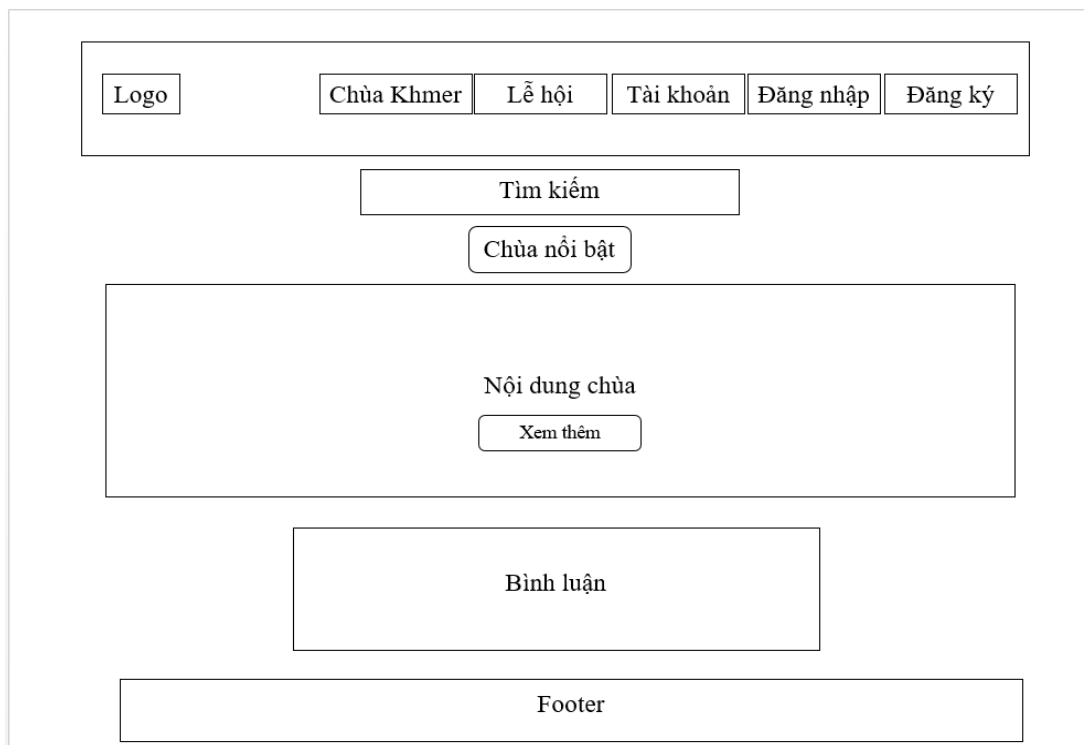 Logo
Chùa Khmer
Lễ hội
Tài khoản
Đăng nhập
Đăng ký
Tìm kiếm
Chùa nổi bật
Nội dung chùa
Xem thêm
Bình luận
Footer